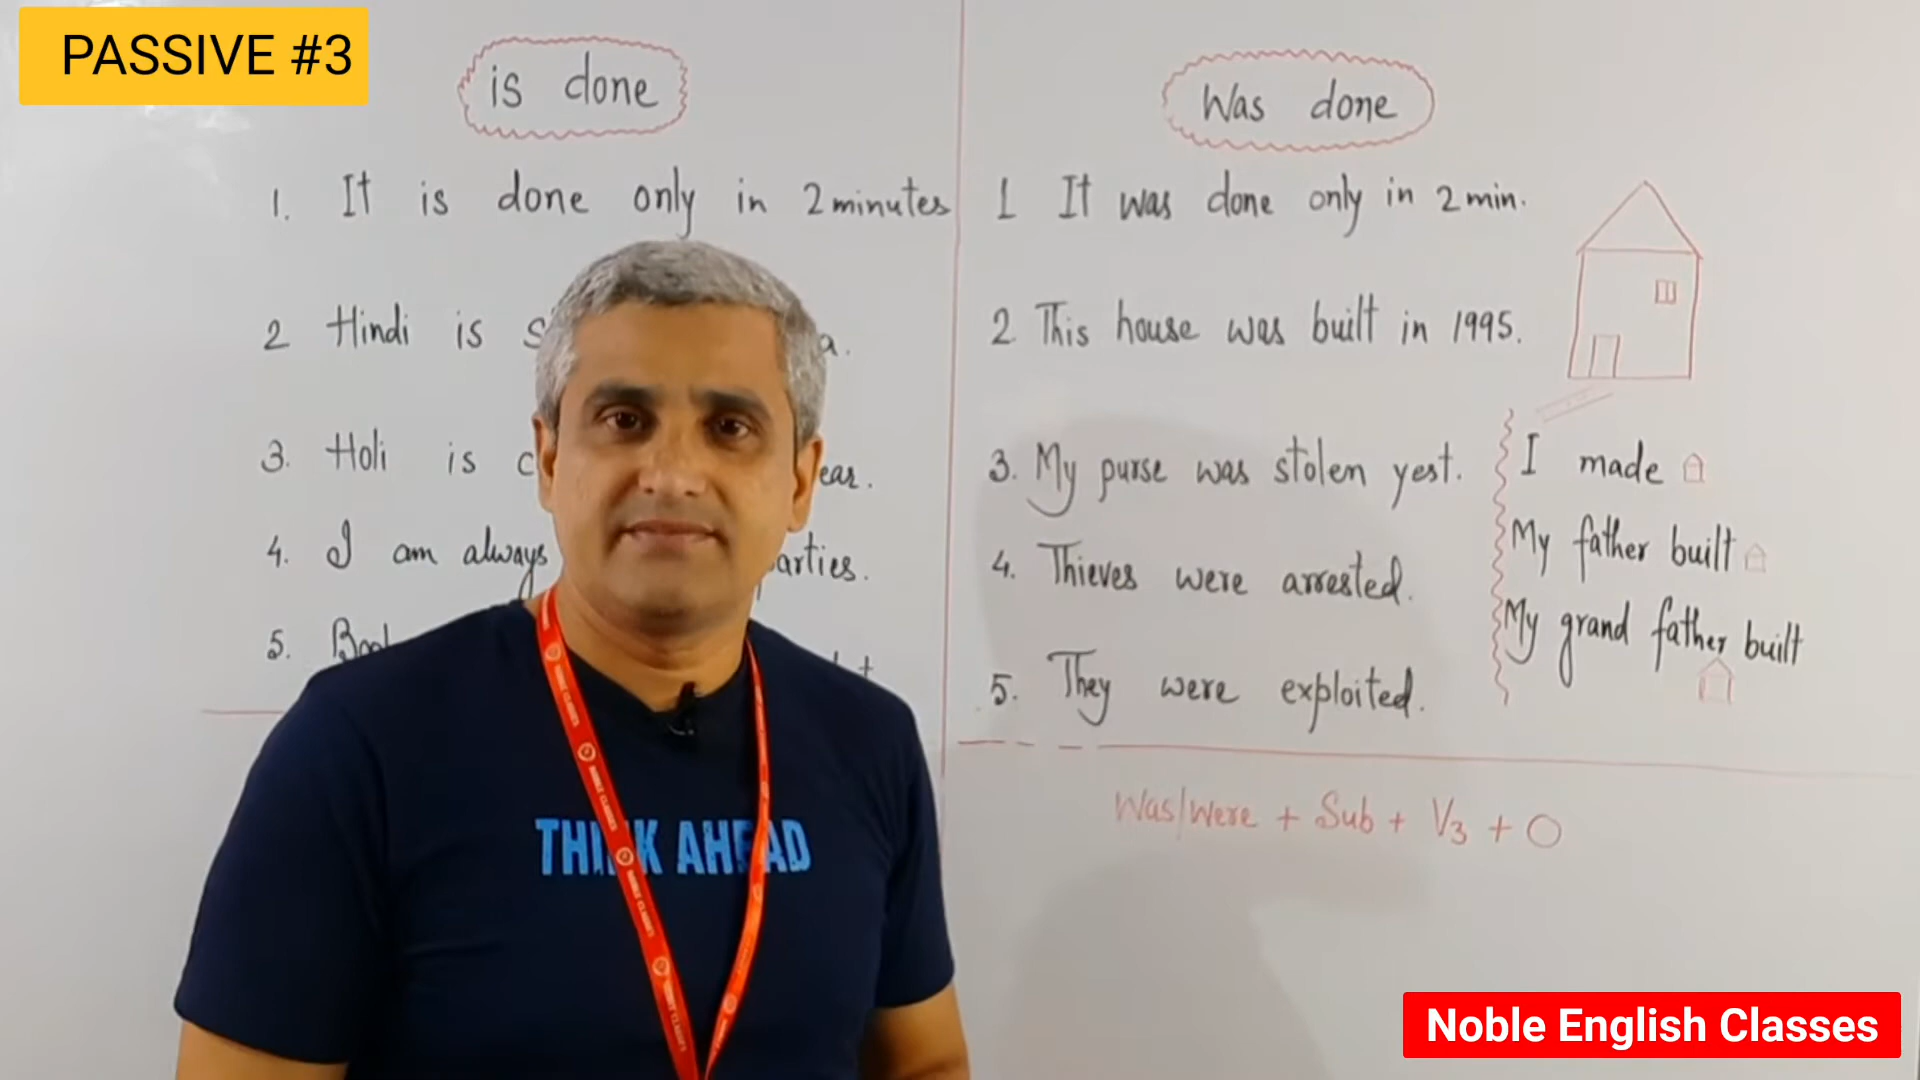 PASSIVE #3
is done
1. It is done only in 2 minutes
2 Hindi is
3. Holi is
4. I am always
5.
Was done
1 It was done only in 2 min.
2. This house was built in 1995.
3. My purse was stolen yest.
4. Thieves were arrested.
5. They were exploited.
I made
My father built
My grand father built
Was/Were + Sub + V3 + O
THINK AHEAD
Noble English Classes